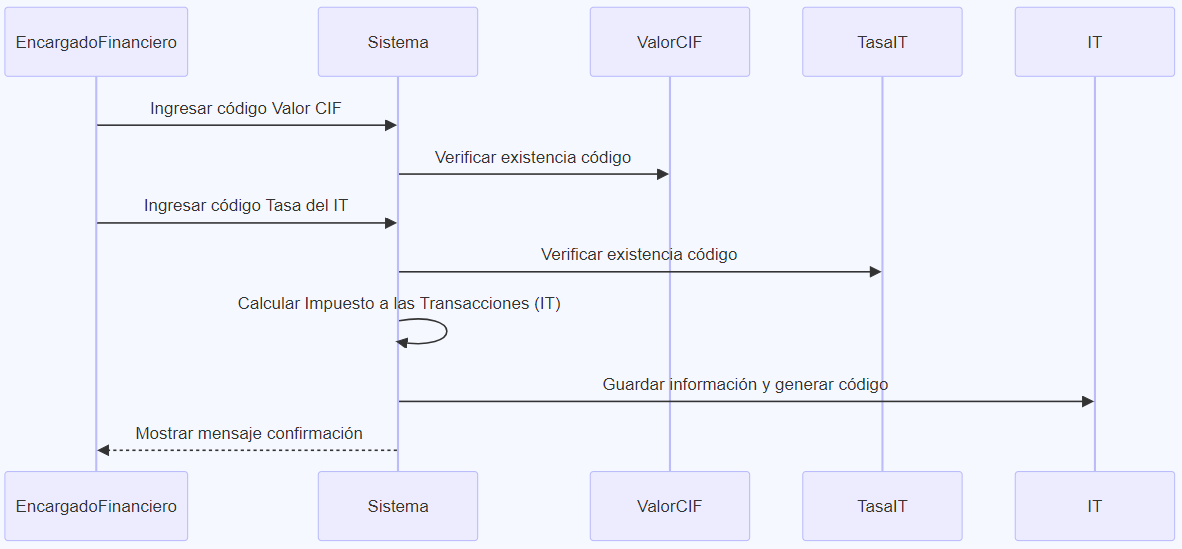 EncargadoFinanciero
Sistema
ValorCIF
TasaIT
IT
Ingresar código Valor CIF
Verificar existencia código
Ingresar código Tasa del IT
Verificar existencia código
Calcular Impuesto a las Transacciones (IT)
Guardar información y generar código
Mostrar mensaje confirmación
EncargadoFinanciero
Sistema
ValorCIF
TasaIT
IT